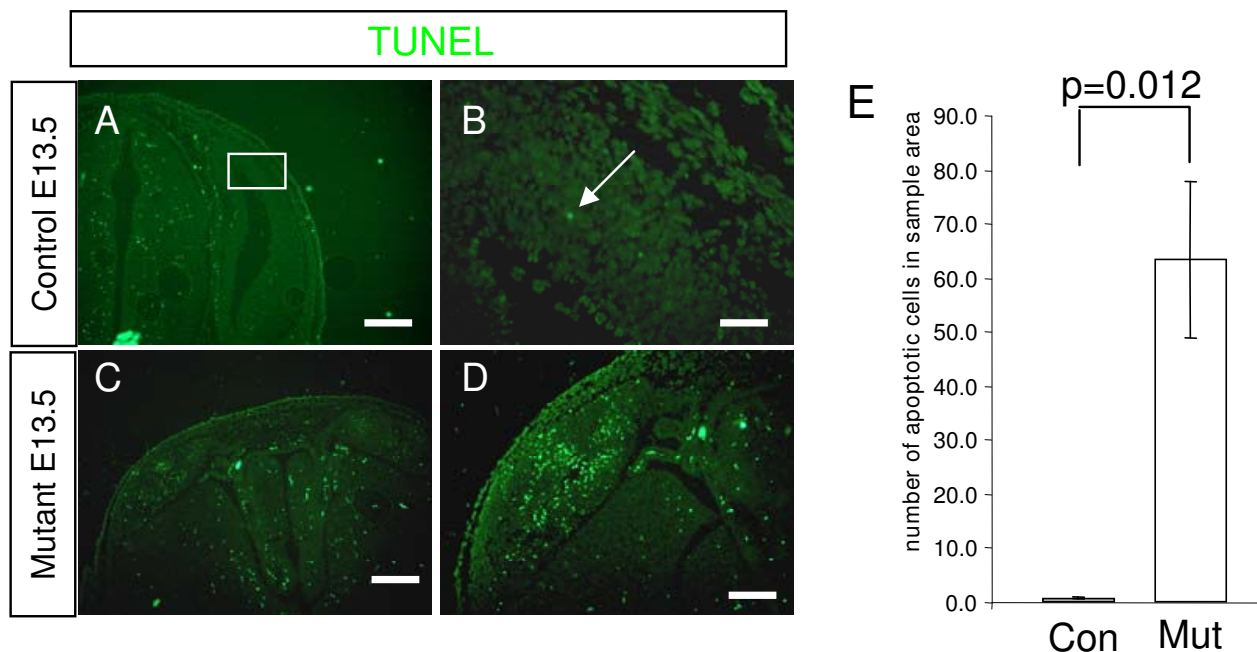 TUNEL
Control E13.5
A
B
Mutant E13.5
C
D
E
p=0.012
number of apoptotic cells in sample area
90.0
80.0
70.0
60.0
50.0
40.0
30.0
20.0
10.0
0.0
Con Mut